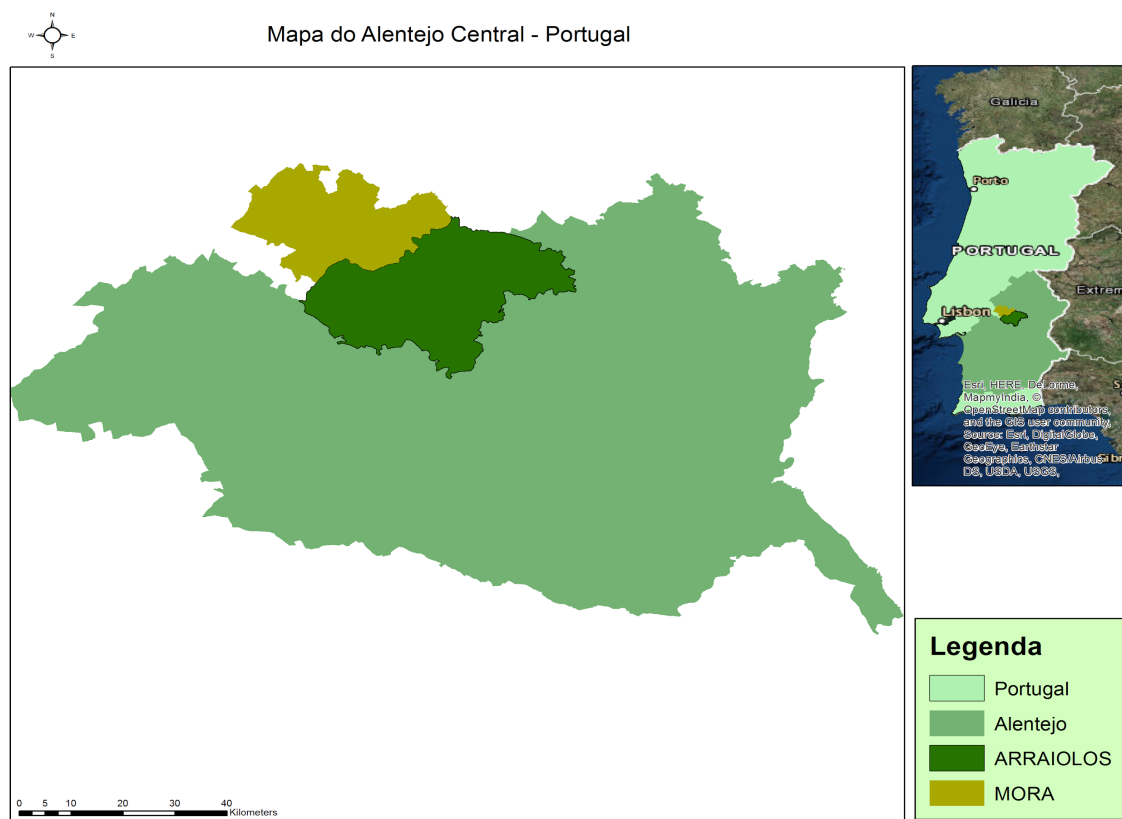 N
W E
S
Mapa do Alentejo Central - Portugal
Galicia
Porto
PORTUGAL
Extrem
Lisbon
S
Esri, HERE, DeLorme,
MapmyIndia, ©
OpenStreetMap contributors,
and the GIS user community,
Source: Esri, DigitalGlobe,
GeoEye, Earthstar
Geographics, CNES/Airbus
DS, USDA, USGS,
Gibr
Legenda
Portugal
Alentejo
ARRAIOLOS
MORA
0 5 10 20 30 40
Kilometers